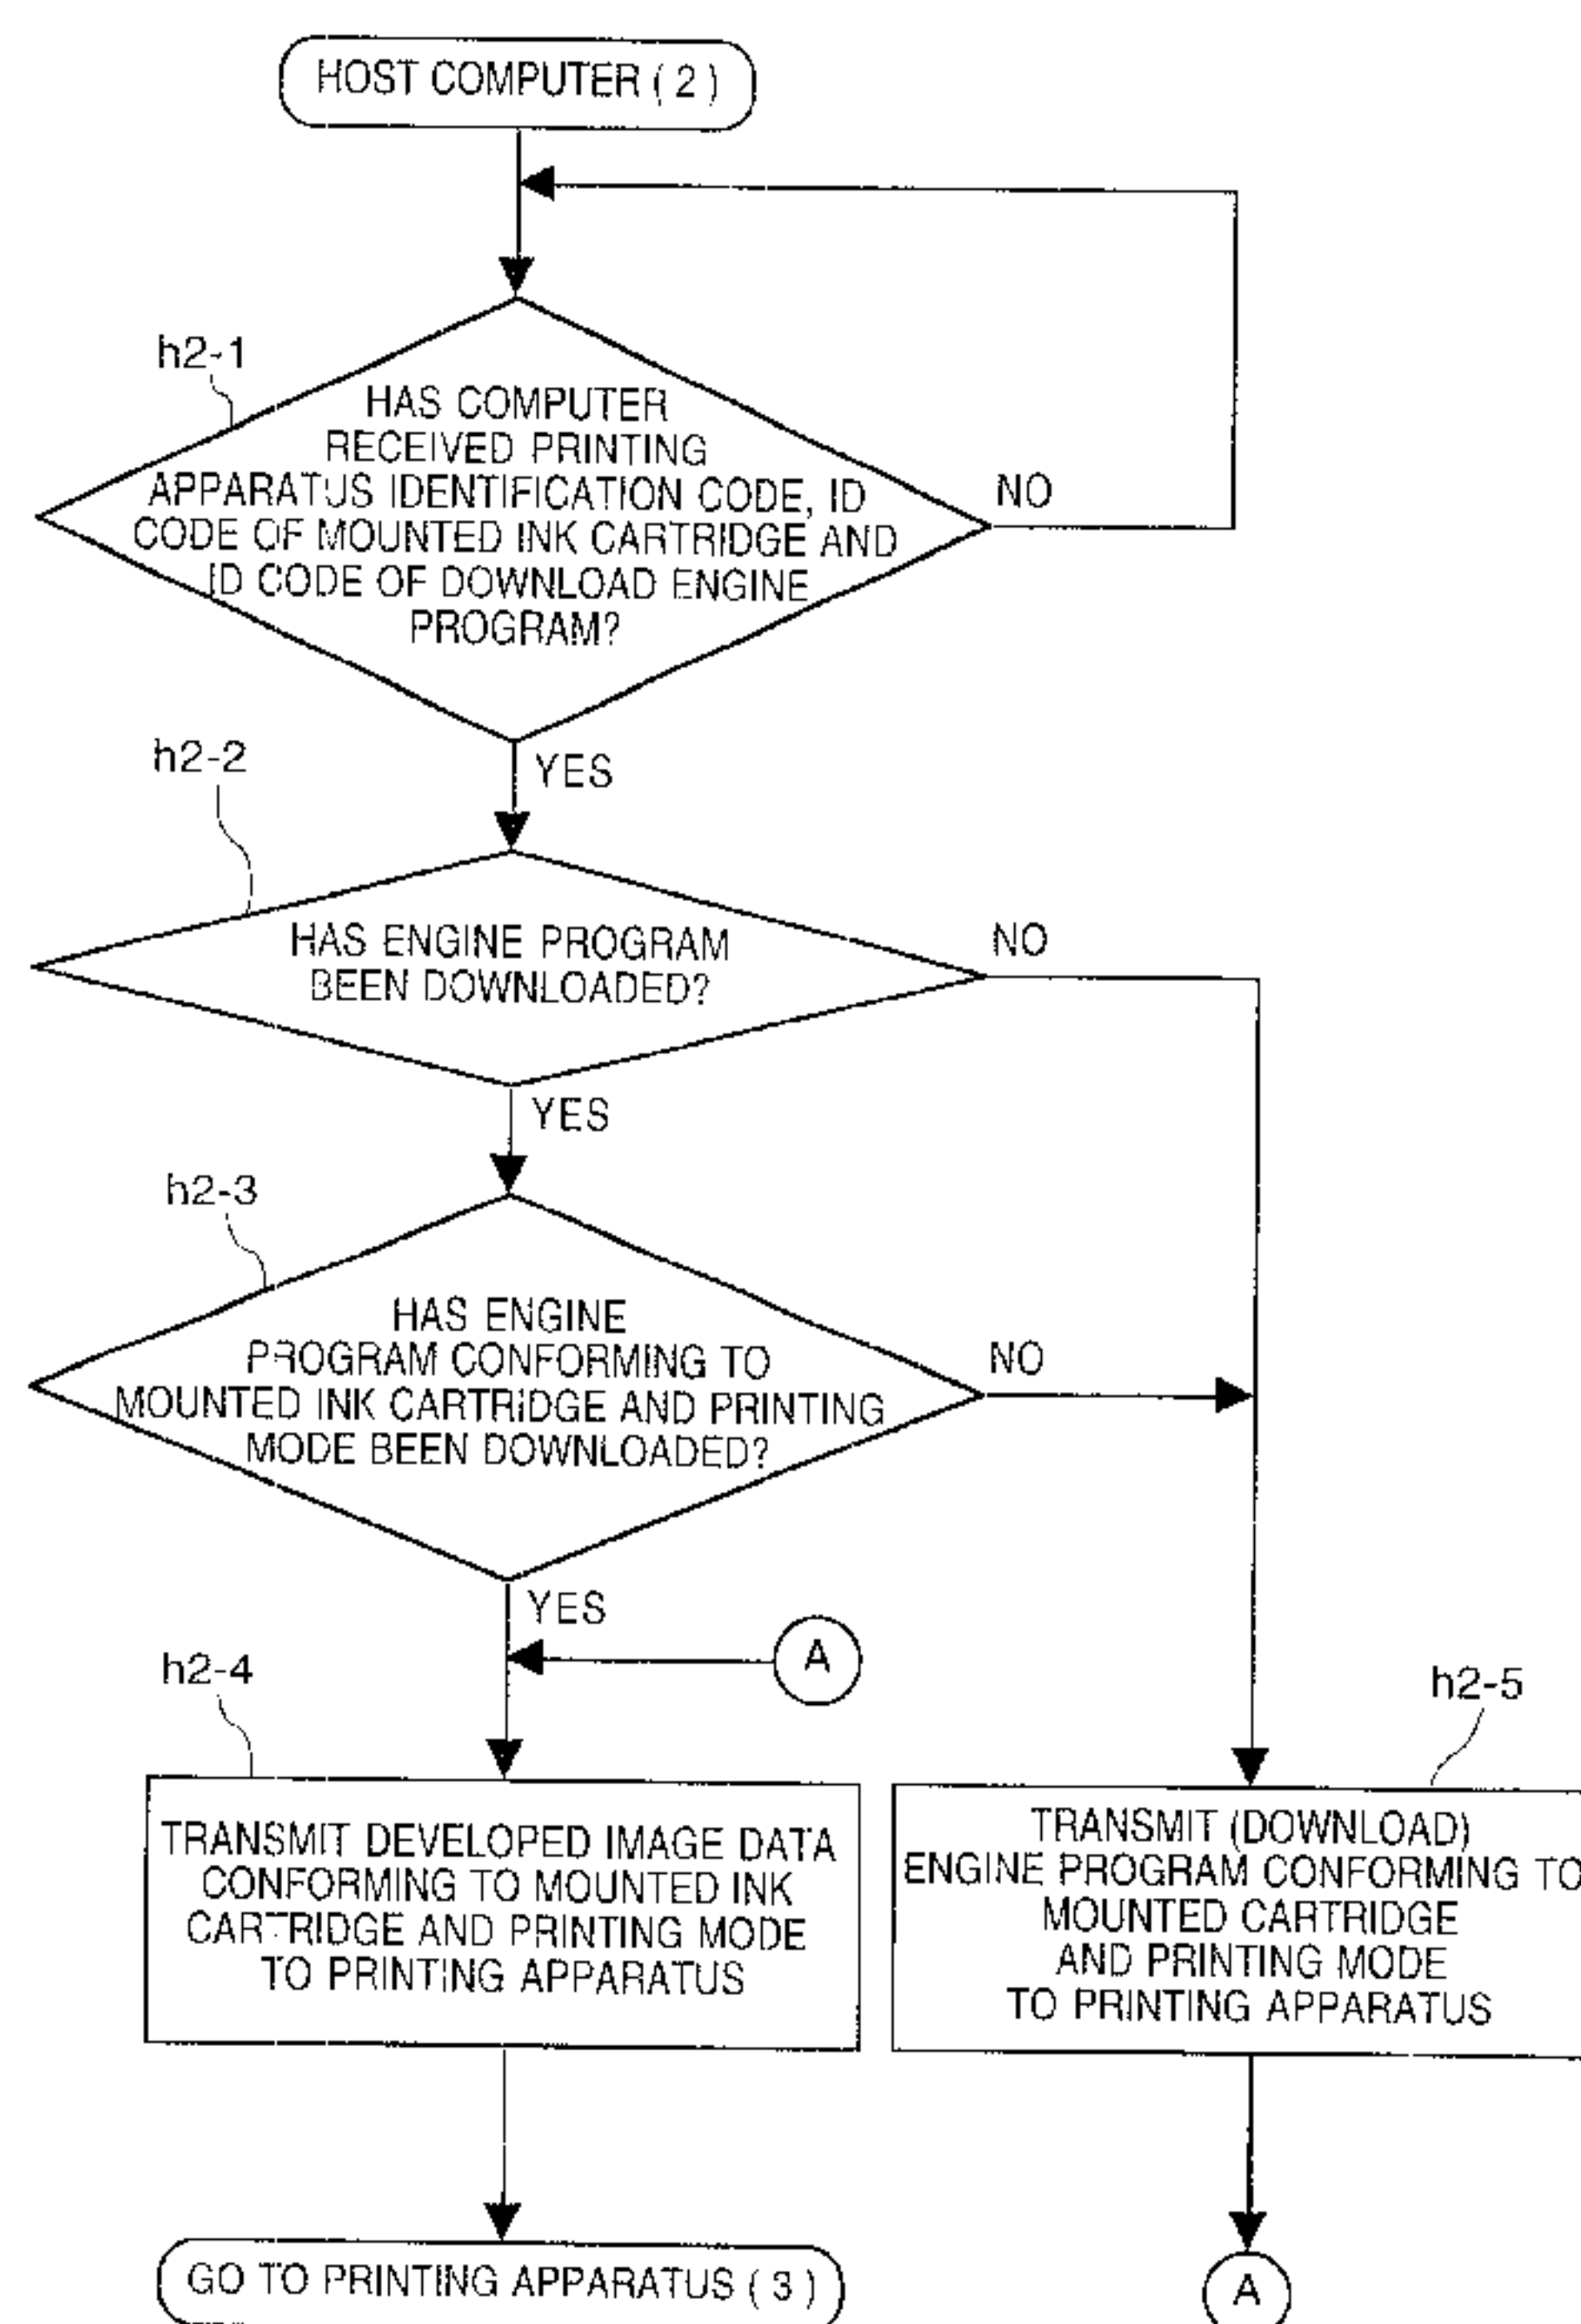 HOST COMPUTER ( 2 )
h2-1
HAS COMPUTER
RECEIVED PRINTING
APPARATUS IDENTIFICATION CODE, ID
CODE OF MOUNTED INK CARTRIDGE AND
ID CODE OF DOWNLOAD ENGINE
PROGRAM?
NO
YES
h2-2
HAS ENGINE PROGRAM
BEEN DOWNLOADED?
NO
YES
h2-3
HAS ENGINE
PROGRAM CONFORMING TO
MOUNTED INK CARTRIDGE AND PRINTING
MODE BEEN DOWNLOADED?
NO
YES
A
h2-4
TRANSMIT DEVELOPED IMAGE DATA
CONFORMING TO MOUNTED INK
CARTRIDGE AND PRINTING MODE
TO PRINTING APPARATUS
h2-5
TRANSMIT (DOWNLOAD)
ENGINE PROGRAM CONFORMING TO
MOUNTED CARTRIDGE
AND PRINTING MODE
TO PRINTING APPARATUS
GO TO PRINTING APPARATUS ( 3 )
A